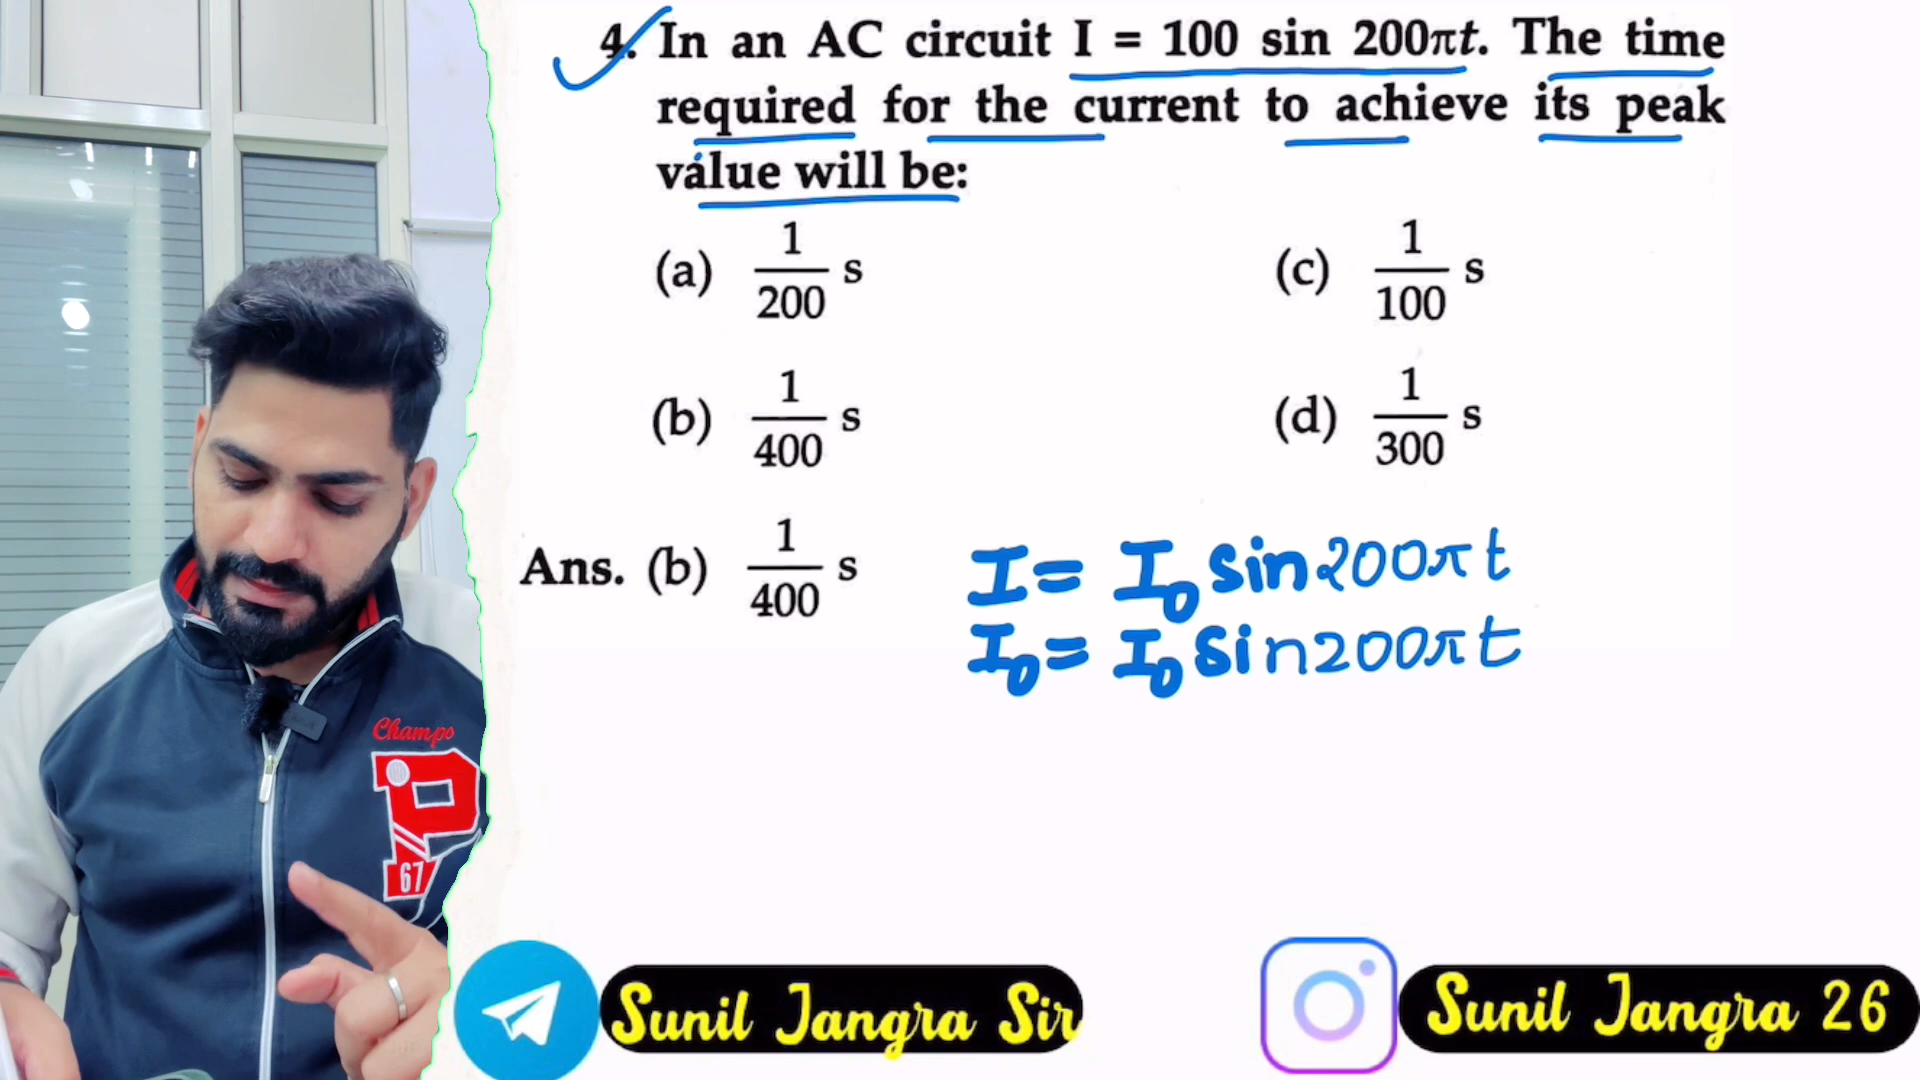 4. In an AC circuit I = 100 sin 200πt. The time
required for the current to achieve its peak
value will be:
(a) 1/200 s
(c) 1/100 s
(b) 1/400 s
(d) 1/300 s
Ans. (b) 1/400 s
I = I₀ sin 200πt
I₀ = I₀ sin 200πt
Champs
P
67
Sunil Jangra Sir
Sunil Jangra 26